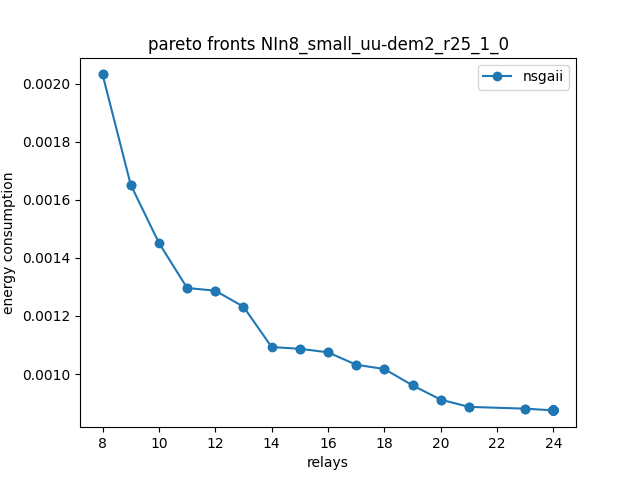 pareto fronts NIn8_small_uu-dem2_r25_1_0
nsgaii
0.0020
0.0018
0.0016
0.0014
0.0012
0.0010
energy consumption
8 10 12 14 16 18 20 22 24
relays